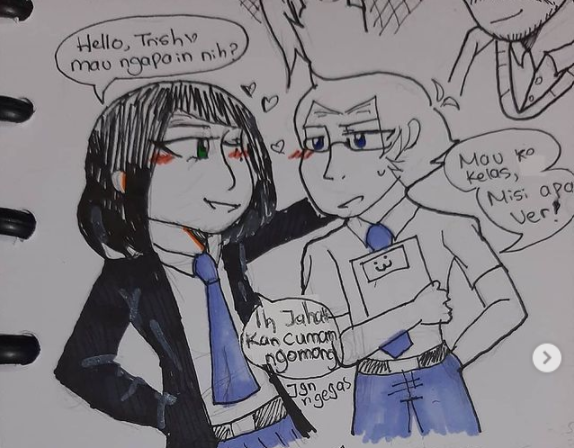 Hello, Trish
mau ngapain nih?
Mau ke
kelas,
Misi apa
Ver!
Ih Jahat
Kan Cuman
ngomong
Jgn
ngegas